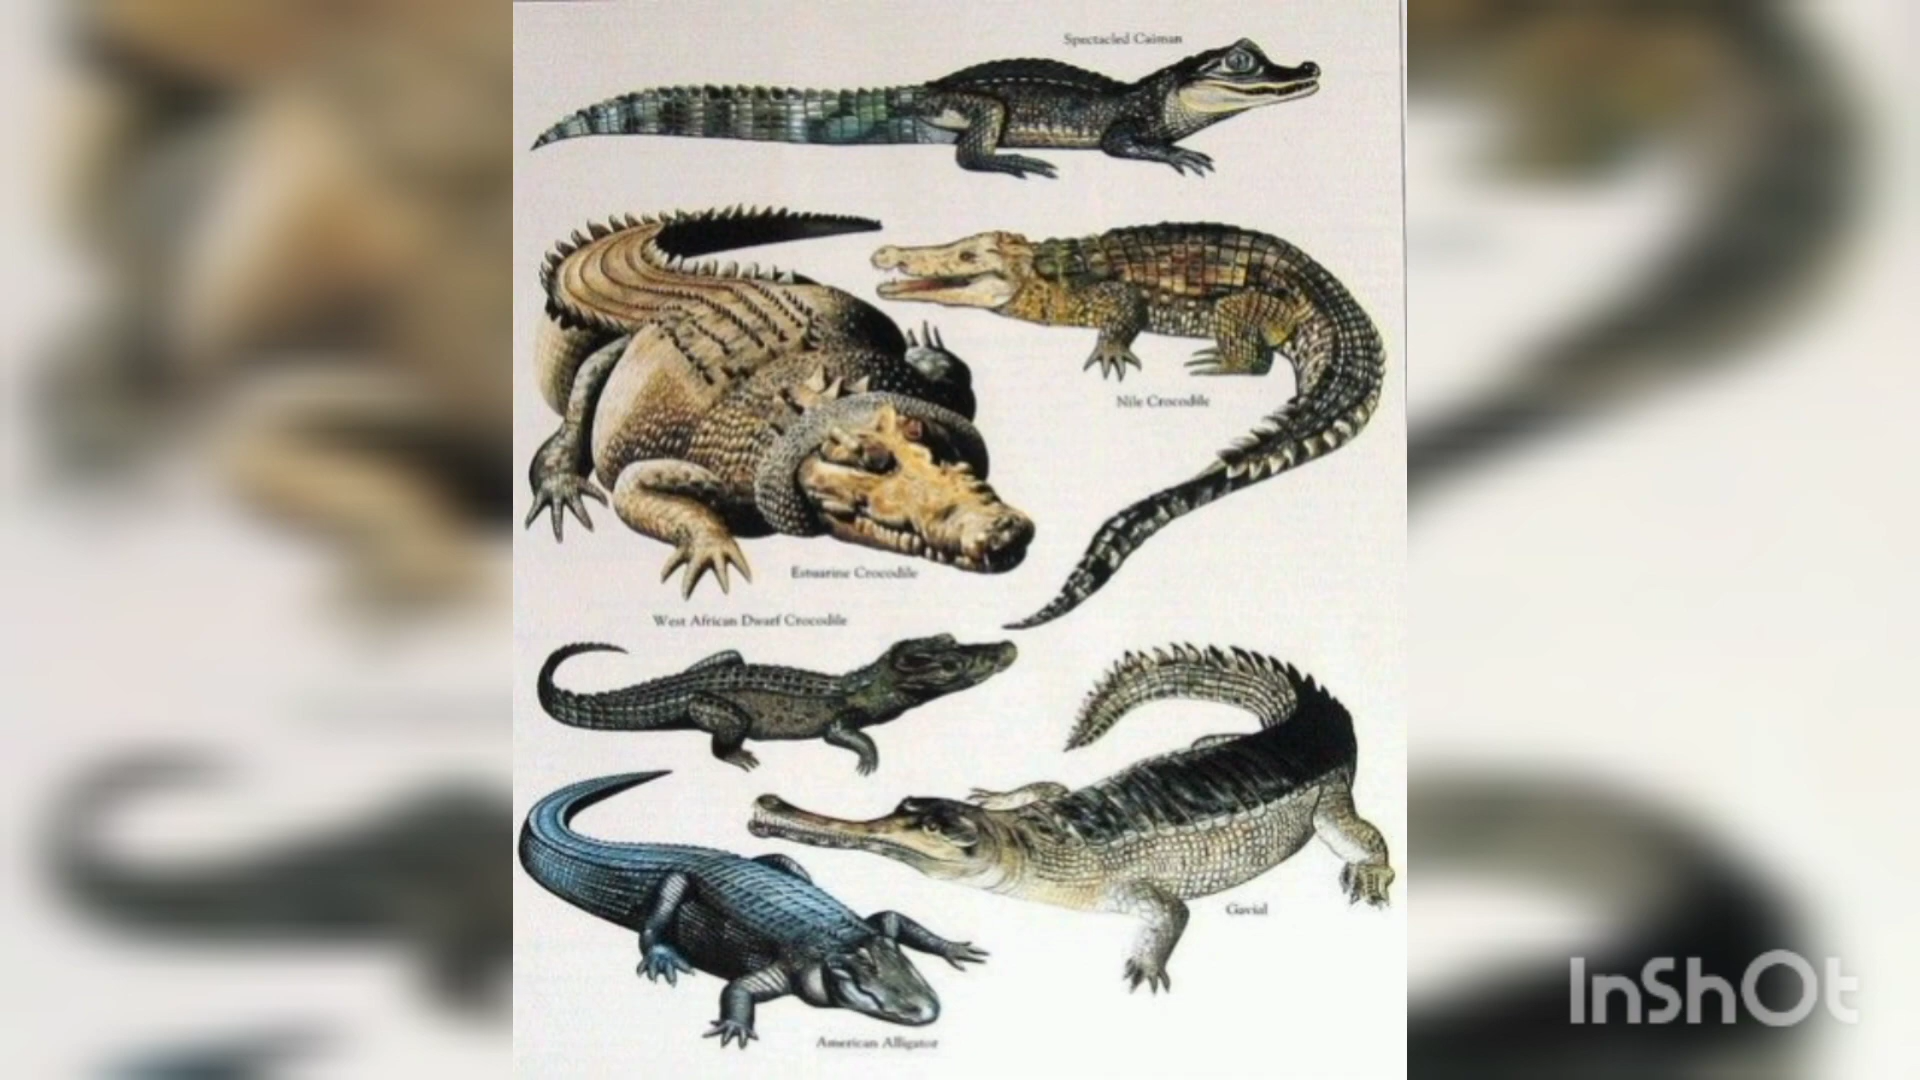 Spectacled Caiman
Nile Crocodile
Estuarine Crocodile
West African Dwarf Crocodile
Gavial
American Alligator
InShOt